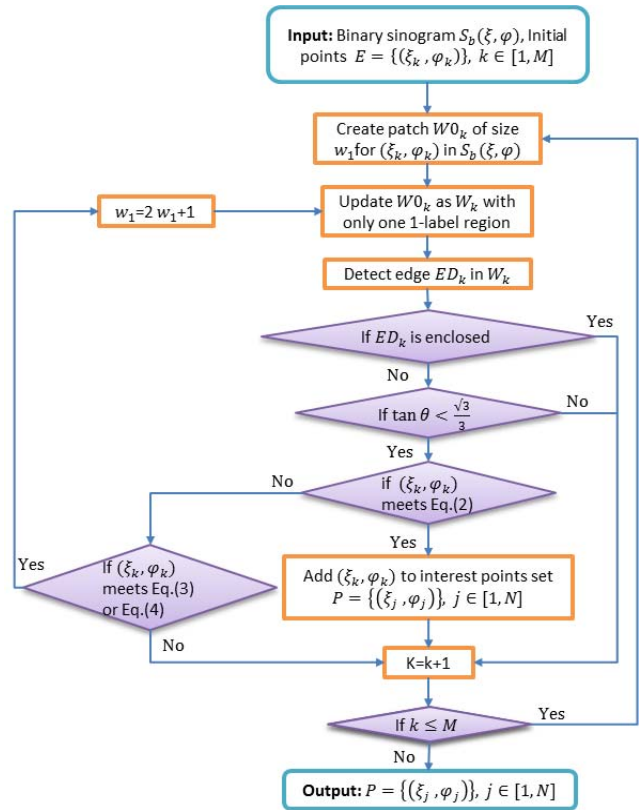 Input: Binary sinogram S_b(ξ, φ), Initial
points E = {(ξ_k , φ_k)}, k ∈ [1, M]
Create patch W0_k of size
w_1for (ξ_k, φ_k) in S_b(ξ, φ)
w_1=2 w_1+1
Update W0_k as W_k with
only one 1-label region
Detect edge ED_k in W_k
If ED_k is enclosed
Yes
No
If tan θ < √3/3
No
Yes
if (ξ_k, φ_k)
meets Eq.(2)
No
Yes
If (ξ_k, φ_k)
meets Eq.(3)
or Eq.(4)
Yes
No
Add (ξ_k, φ_k) to interest points set
P = {(ξ_j , φ_j)}, j ∈ [1, N]
K=k+1
If k ≤ M
Yes
No
Output: P = {(ξ_j , φ_j)}, j ∈ [1, N]